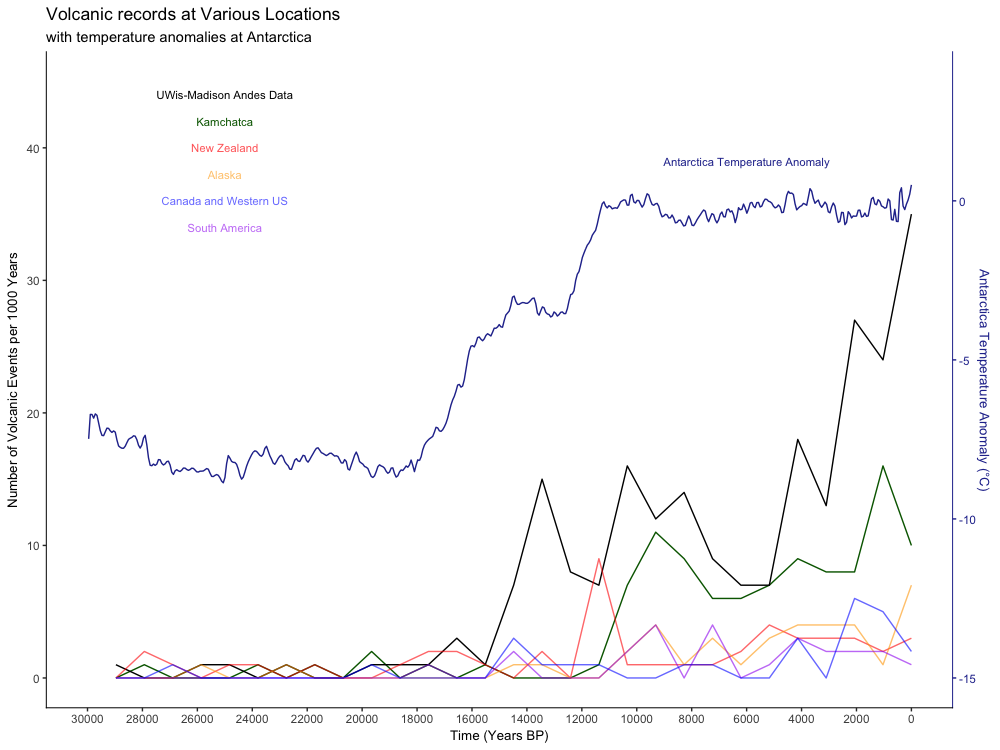 Volcanic records at Various Locations
with temperature anomalies at Antarctica
UWis-Madison Andes Data
Kamchatca
New Zealand
Alaska
Canada and Western US
South America
Antarctica Temperature Anomaly
Number of Volcanic Events per 1000 Years
40
30
20
10
0
0
-5
-10
-15
Antarctica Temperature Anomaly (°C)
30000 28000 26000 24000 22000 20000 18000 16000 14000 12000 10000 8000 6000 4000 2000 0
Time (Years BP)